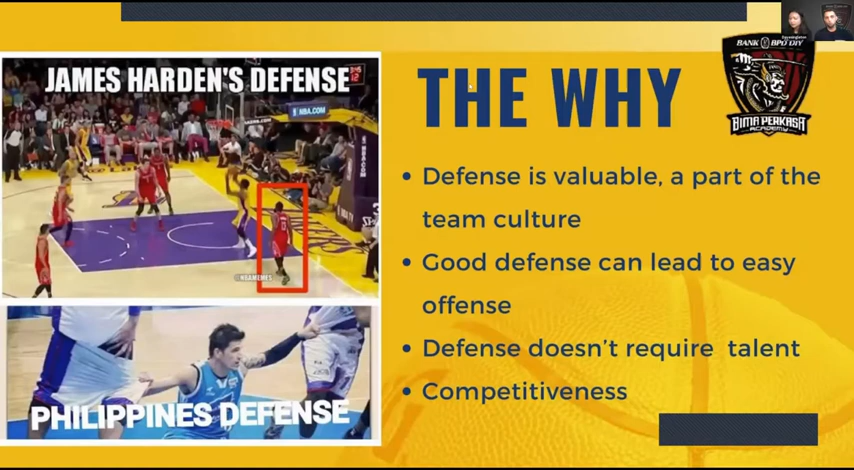 JAMES HARDEN'S DEFENSE
NBA.COM
@NBAMEMES
PHILIPPINES DEFENSE
THE WHY
BANK BPD DIY
BIMA PERKASA
ACADEMY
• Defense is valuable, a part of the
team culture
• Good defense can lead to easy
offense
• Defense doesn't require talent
• Competitiveness